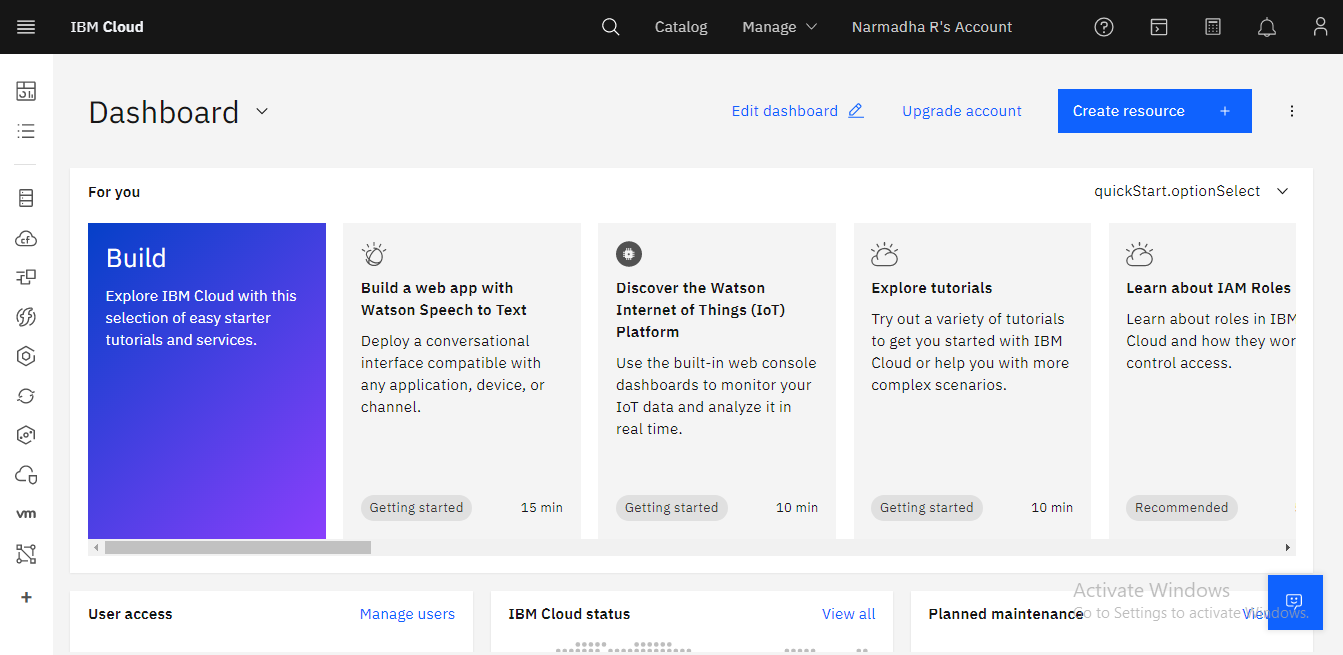 IBM Cloud
Catalog
Manage
Narmadha R's Account
Dashboard
Edit dashboard
Upgrade account
Create resource +
For you
quickStart.optionSelect
Build
Explore IBM Cloud with this
selection of easy starter
tutorials and services.
Build a web app with
Watson Speech to Text
Deploy a conversational
interface compatible with
any application, device, or
channel.
Getting started
15 min
Discover the Watson
Internet of Things (IoT)
Platform
Use the built-in web console
dashboards to monitor your
IoT data and analyze it in
real time.
Getting started
10 min
Explore tutorials
Try out a variety of tutorials
to get you started with IBM
Cloud or help you with more
complex scenarios.
Getting started
10 min
Learn about IAM Roles
Learn about roles in IBM
Cloud and how they wor
control access.
Recommended
cf
vm
+
User access
Manage users
IBM Cloud status
View all
Planned maintenance
Activate Windows
Go to Settings to activate Windows.